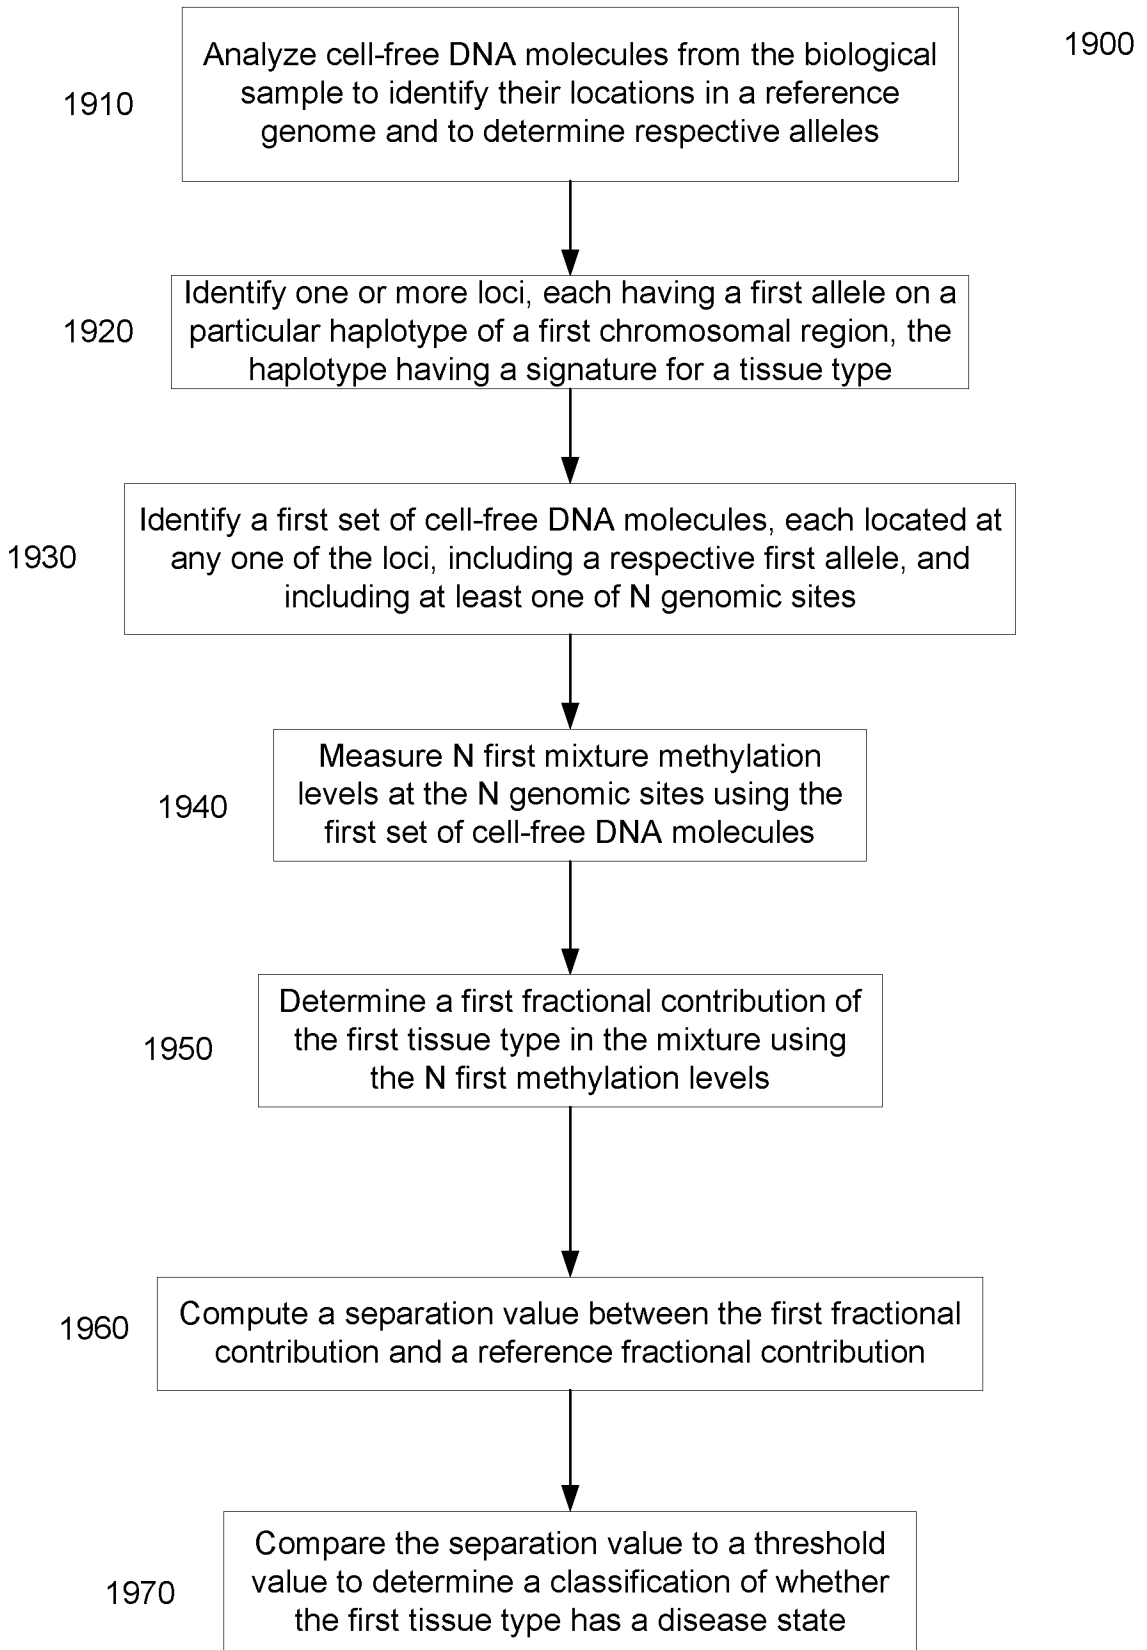 1900
Analyze cell-free DNA molecules from the biological
sample to identify their locations in a reference
genome and to determine respective alleles
1910
Identify one or more loci, each having a first allele on a
particular haplotype of a first chromosomal region, the
haplotype having a signature for a tissue type
1920
Identify a first set of cell-free DNA molecules, each located at
any one of the loci, including a respective first allele, and
including at least one of N genomic sites
1930
Measure N first mixture methylation
levels at the N genomic sites using the
first set of cell-free DNA molecules
1940
Determine a first fractional contribution of
the first tissue type in the mixture using
the N first methylation levels
1950
Compute a separation value between the first fractional
contribution and a reference fractional contribution
1960
Compare the separation value to a threshold
value to determine a classification of whether
the first tissue type has a disease state
1970